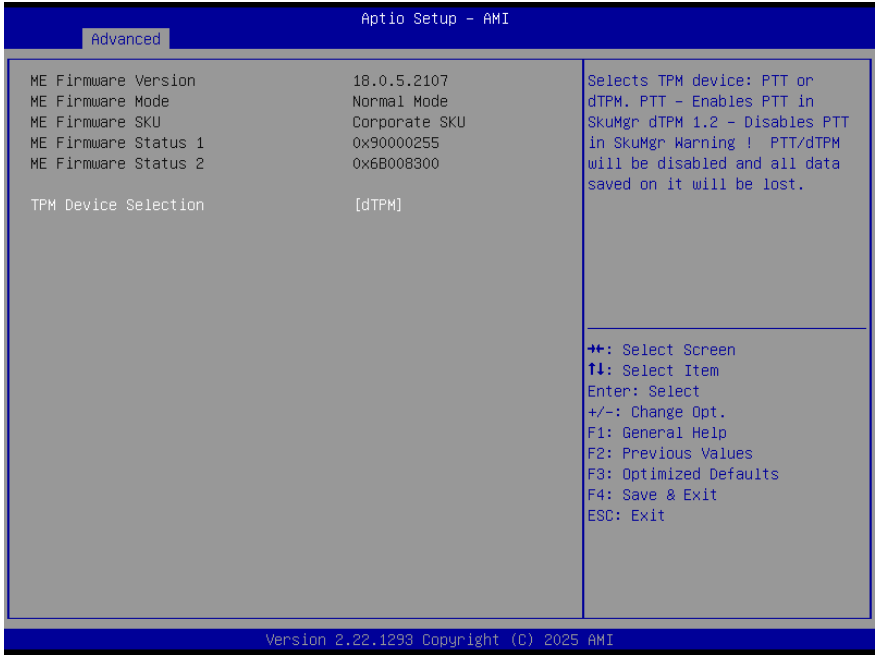 Aptio Setup – AMI
Advanced
ME Firmware Version 18.0.5.2107
ME Firmware Mode Normal Mode
ME Firmware SKU Corporate SKU
ME Firmware Status 1 0x90000255
ME Firmware Status 2 0x6B008300
TPM Device Selection [dTPM]
Selects TPM device: PTT or
dTPM. PTT – Enables PTT in
SkuMgr dTPM 1.2 – Disables PTT
in SkuMgr Warning ! PTT/dTPM
will be disabled and all data
saved on it will be lost.
→←: Select Screen
↑↓: Select Item
Enter: Select
+/-: Change Opt.
F1: General Help
F2: Previous Values
F3: Optimized Defaults
F4: Save & Exit
ESC: Exit
Version 2.22.1293 Copyright (C) 2025 AMI